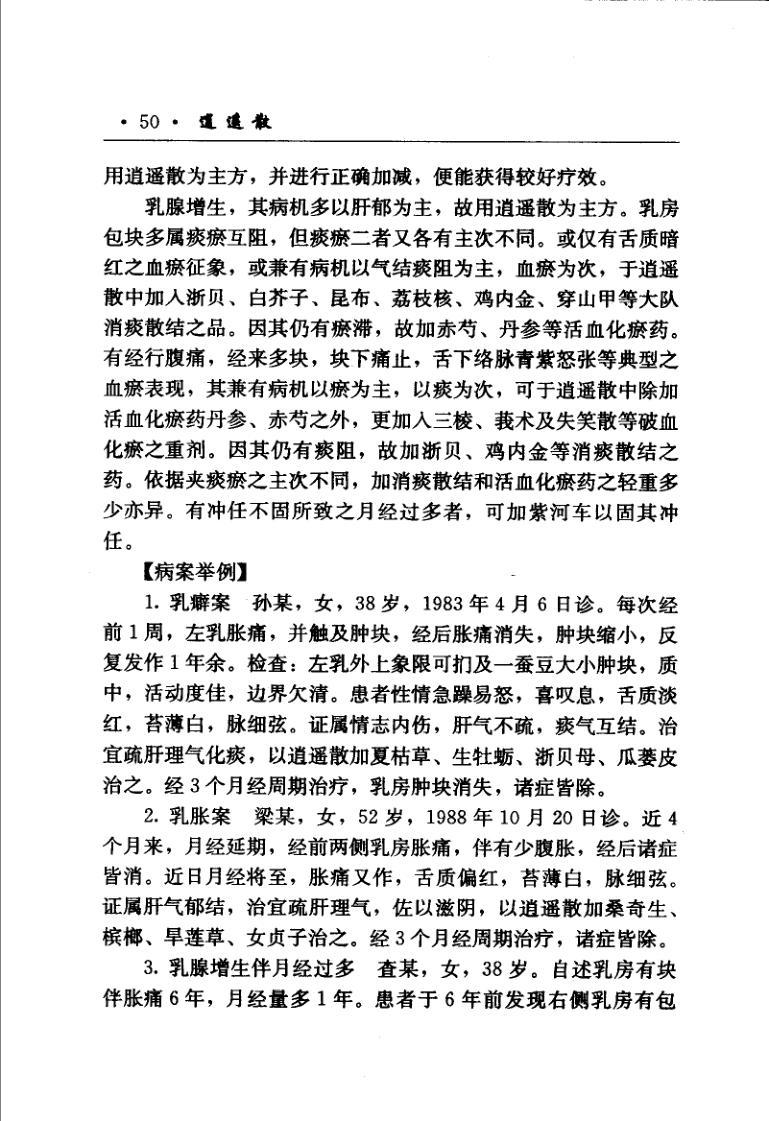 · 50 · 逍遥散
用逍遥散为主方，并进行正确加减，便能获得较好疗效。
乳腺增生，其病机多以肝郁为主，故用逍遥散为主方。乳房
包块多属痰瘀互阻，但痰瘀二者又各有主次不同。或仅有舌质暗
红之血瘀征象，或兼有病机以气结痰阻为主，血瘀为次，于逍遥
散中加入浙贝、白芥子、昆布、荔枝核、鸡内金、穿山甲等大队
消痰散结之品。因其仍有瘀滞，故加赤芍、丹参等活血化瘀药。
有经行腹痛，经来多块，块下痛止，舌下络脉青紫怒张等典型之
血瘀表现，其兼有病机以瘀为主，以痰为次，可于逍遥散中除加
活血化瘀药丹参、赤芍之外，更加入三棱、莪术及失笑散等破血
化瘀之重剂。因其仍有痰阻，故加浙贝、鸡内金等消痰散结之
药。依据夹痰瘀之主次不同，加消痰散结和活血化瘀药之轻重多
少亦异。有冲任不固所致之月经过多者，可加紫河车以固其冲
任。
【病案举例】
1. 乳癖案　孙某，女，38 岁，1983 年 4 月 6 日诊。每次经
前 1 周，左乳胀痛，并触及肿块，经后胀痛消失，肿块缩小，反
复发作 1 年余。检查：左乳外上象限可扪及一蚕豆大小肿块，质
中，活动度佳，边界欠清。患者性情急躁易怒，喜叹息，舌质淡
红，苔薄白，脉细弦。证属情志内伤，肝气不疏，痰气互结。治
宜疏肝理气化痰，以逍遥散加夏枯草、生牡蛎、浙贝母、瓜蒌皮
治之。经 3 个月经周期治疗，乳房肿块消失，诸症皆除。
2. 乳胀案　梁某，女，52 岁，1988 年 10 月 20 日诊。近 4
个月来，月经延期，经前两侧乳房胀痛，伴有少腹胀，经后诸症
皆消。近日月经将至，胀痛又作，舌质偏红，苔薄白，脉细弦。
证属肝气郁结，治宜疏肝理气，佐以滋阴，以逍遥散加桑奇生、
槟榔、旱莲草、女贞子治之。经 3 个月经周期治疗，诸症皆除。
3. 乳腺增生伴月经过多　查某，女，38 岁。自述乳房有块
伴胀痛 6 年，月经量多 1 年。患者于 6 年前发现右侧乳房有包